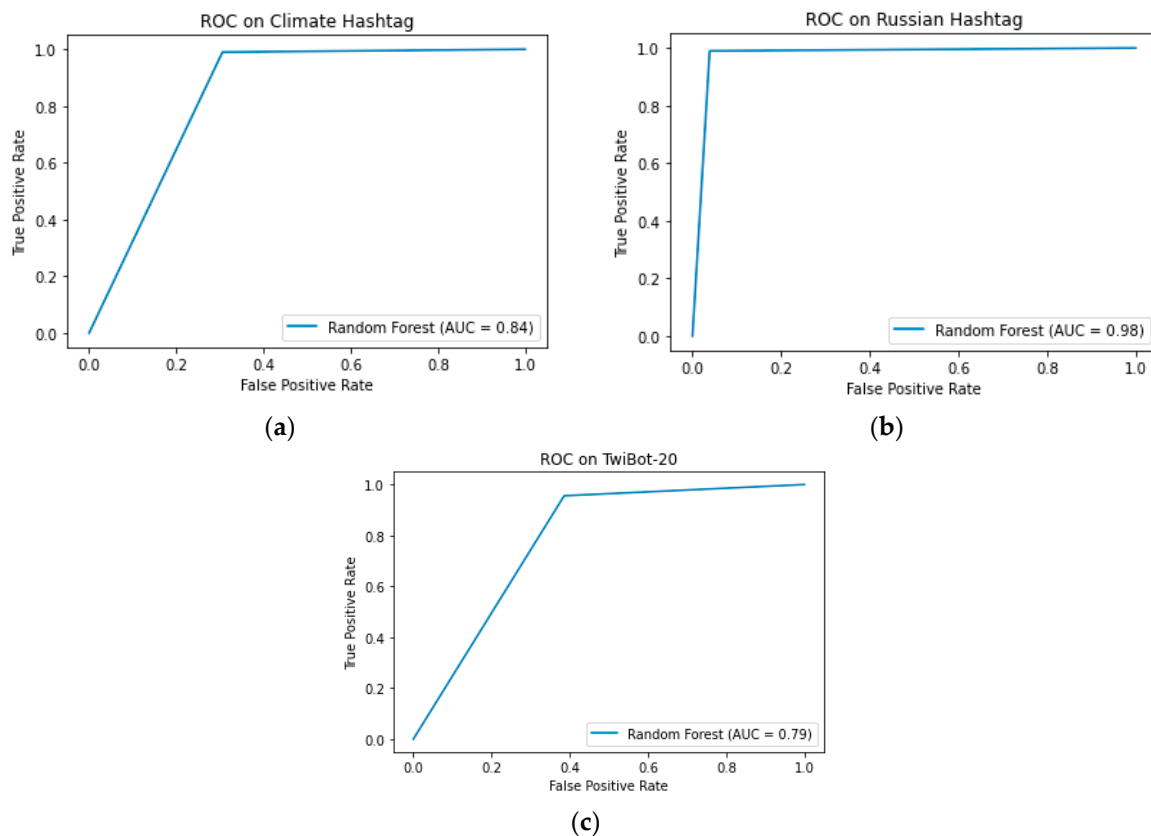 ROC on Climate Hashtag
1.0
0.8
0.6
0.4
0.2
0.0
True Positive Rate
Random Forest (AUC = 0.84)
0.0 0.2 0.4 0.6 0.8 1.0
False Positive Rate
(a)
ROC on Russian Hashtag
1.0
0.8
0.6
0.4
0.2
0.0
True Positive Rate
Random Forest (AUC = 0.98)
0.0 0.2 0.4 0.6 0.8 1.0
False Positive Rate
(b)
ROC on TwiBot-20
1.0
0.8
0.6
0.4
0.2
0.0
True Positive Rate
Random Forest (AUC = 0.79)
0.0 0.2 0.4 0.6 0.8 1.0
False Positive Rate
(c)